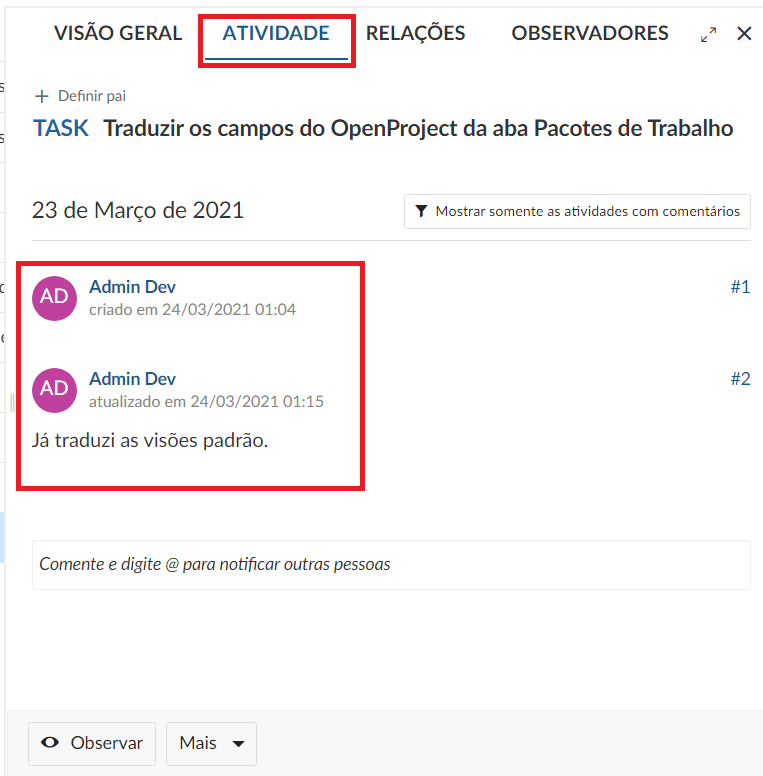 VISÃO GERAL ATIVIDADE RELAÇÕES OBSERVADORES
+ Definir pai
TASK Traduzir os campos do OpenProject da aba Pacotes de Trabalho
23 de Março de 2021 Mostrar somente as atividades com comentários
AD Admin Dev #1
criado em 24/03/2021 01:04
AD Admin Dev #2
atualizado em 24/03/2021 01:15
Já traduzi as visões padrão.
Comente e digite @ para notificar outras pessoas
Observar Mais